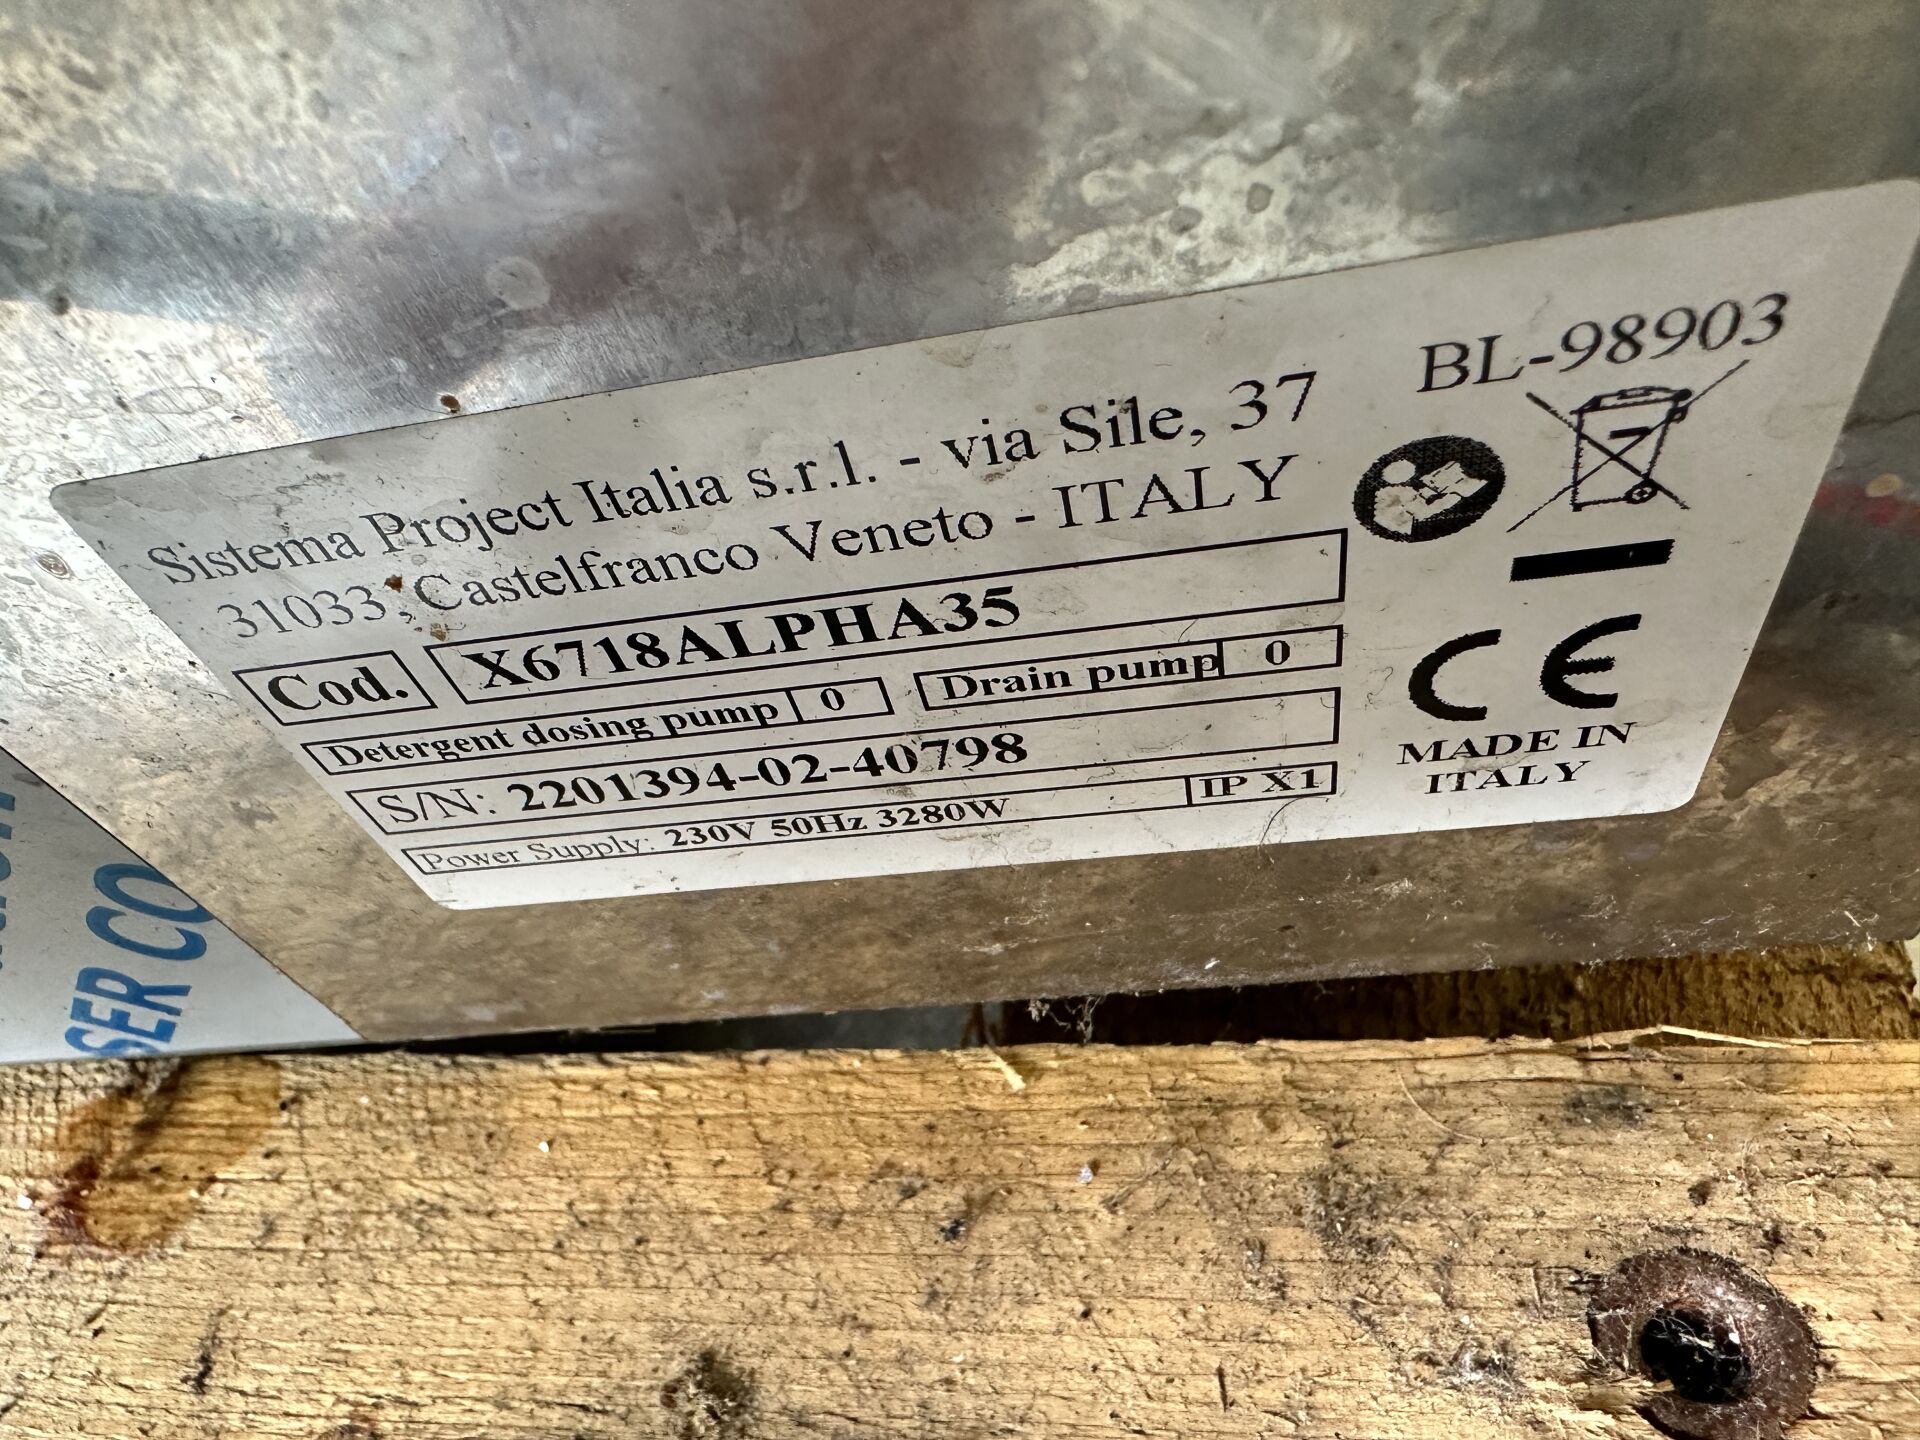 BL-98903
Sistema Project Italia s.r.l. - via Sile, 37
31033, Castelfranco Veneto - ITALY
Cod. X6718ALPHA35
Detergent dosing pump 0 Drain pump 0
S/N: 2201394-02-40798
Power Supply: 230V 50Hz 3280W IP X1
CE
MADE IN
ITALY
SER CO